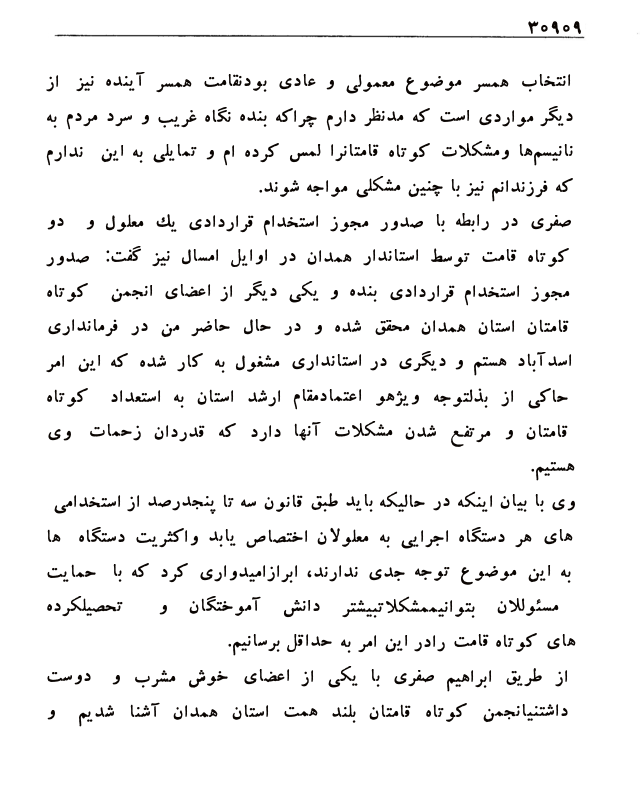 ۳۰۹۰۹
انتخاب همسر موضوع معمولی و عادی بودنقامت همسر آینده نیز از
دیگر مواردی است که مدنظر دارم چراکه بنده نگاه غریب و سرد مردم به
نانیسم‌ها ومشکلات کوتاه قامتانرا لمس کرده ام و تمایلی به این ندارم
که فرزندانم نیز با چنین مشکلی مواجه شوند.
صفری در رابطه با صدور مجوز استخدام قراردادی یك معلول و دو
کوتاه قامت توسط استاندار همدان در اوایل امسال نیز گفت: صدور
مجوز استخدام قراردادی بنده و یکی دیگر از اعضای انجمن کوتاه
قامتان استان همدان محقق شده و در حال حاضر من در فرمانداری
اسدآباد هستم و دیگری در استانداری مشغول به کار شده که این امر
حاکی از بذلتوجه ویژهو اعتمادمقام ارشد استان به استعداد کوتاه
قامتان و مرتفع شدن مشکلات آنها دارد که قدردان زحمات وی
هستیم.
وی با بیان اینکه در حالیکه باید طبق قانون سه تا پنجدرصد از استخدامی
های هر دستگاه اجرایی به معلولان اختصاص یابد واکثریت دستگاه ها
به این موضوع توجه جدی ندارند، ابرازامیدواری کرد که با حمایت
مسئوللان بتوانیممشکلاتبیشتر دانش آموختگان و تحصیلکرده
های کوتاه قامت رادر این امر به حداقل برسانیم.
از طریق ابراهیم صفری با یکی از اعضای خوش مشرب و دوست
داشتنیانجمن کوتاه قامتان بلند همت استان همدان آشنا شدیم و